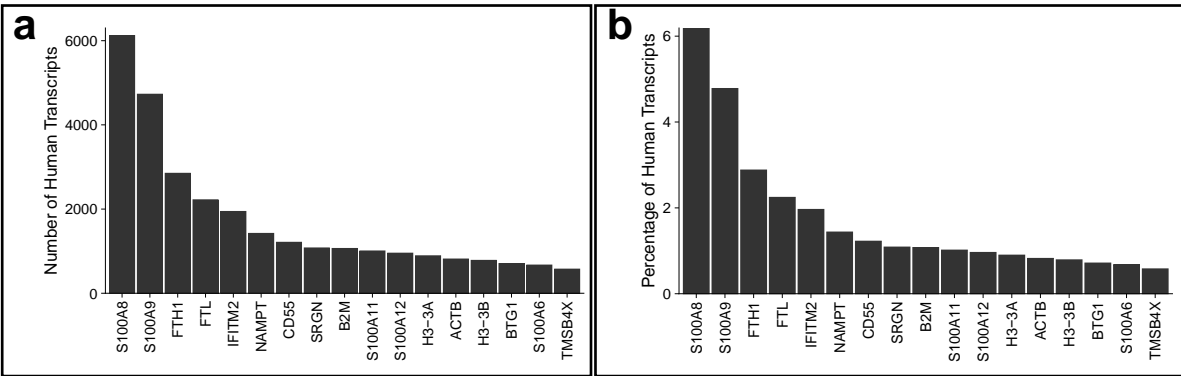 a
Number of Human Transcripts
6000
4000
2000
0
S100A8
S100A9
FTH1
FTL
IFITM2
NAMPT
CD55
SRGN
B2M
S100A11
S100A12
H3−3A
ACTB
H3−3B
BTG1
S100A6
TMSB4X
b
Percentage of Human Transcripts
6
4
2
0
S100A8
S100A9
FTH1
FTL
IFITM2
NAMPT
CD55
SRGN
B2M
S100A11
S100A12
H3−3A
ACTB
H3−3B
BTG1
S100A6
TMSB4X